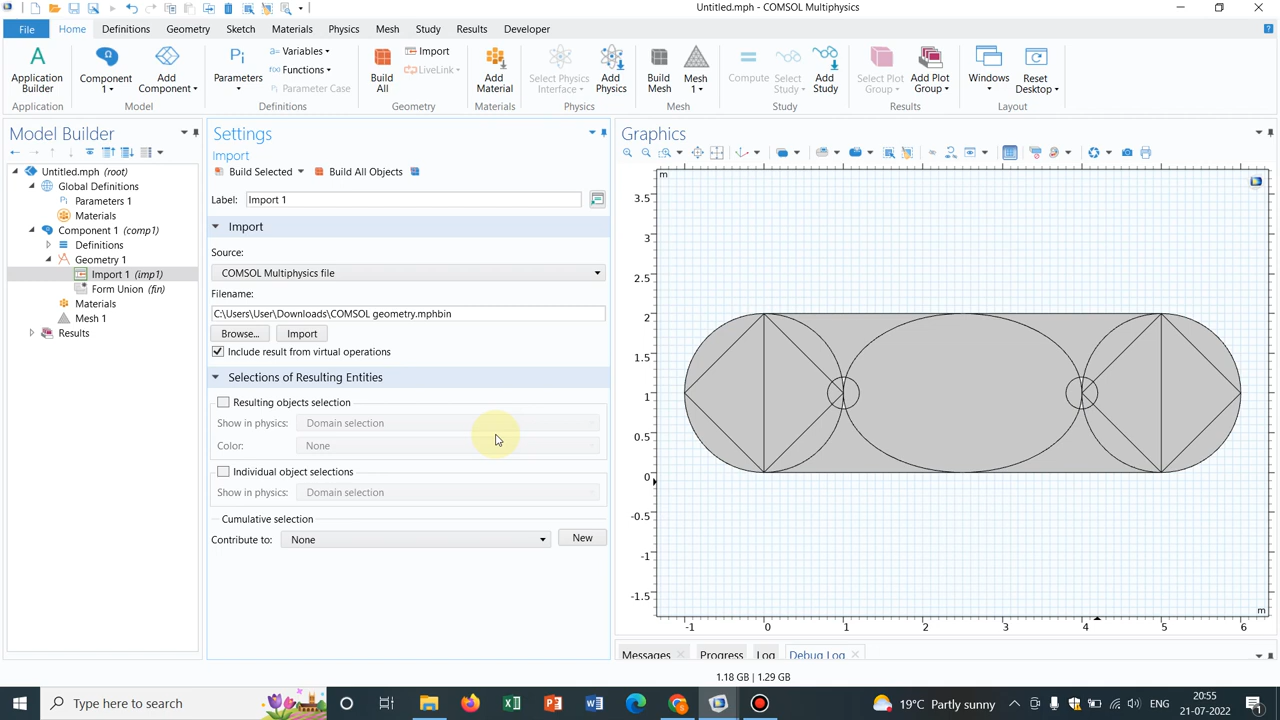 Untitled.mph - COMSOL Multiphysics
File
Home
Definitions
Geometry
Sketch
Materials
Physics
Mesh
Study
Results
Developer
Application
Builder
Application
Component
1
Add
Component
Model
Parameters
Variables
Functions
Parameter Case
Definitions
Build
All
Import
LiveLink
Geometry
Add
Material
Materials
Select Physics
Interface
Add
Physics
Physics
Build
Mesh
Mesh
1
Mesh
Compute
Select
Study
Add
Study
Study
Select Plot
Group
Add Plot
Group
Results
Windows
Reset
Desktop
Layout
Model Builder
Untitled.mph (root)
Global Definitions
Parameters 1
Materials
Component 1 (comp1)
Definitions
Geometry 1
Import 1 (imp1)
Form Union (fin)
Materials
Mesh 1
Results
Settings
Import
Build Selected
Build All Objects
Label:
Import 1
Import
Source:
COMSOL Multiphysics file
Filename:
C:\Users\User\Downloads\COMSOL geometry.mphbin
Browse...
Import
Include result from virtual operations
Selections of Resulting Entities
Resulting objects selection
Show in physics:
Domain selection
Color:
None
Individual object selections
Show in physics:
Domain selection
Cumulative selection
Contribute to:
None
New
Graphics
m
3.5
3
2.5
2
1.5
1
0.5
0
-0.5
-1
-1.5
-1
0
1
2
3
4
5
6
m
Messages
Progress
Log
Debug Log
1.18 GB | 1.29 GB
Type here to search
19°C Partly sunny
ENG
20:55
21-07-2022